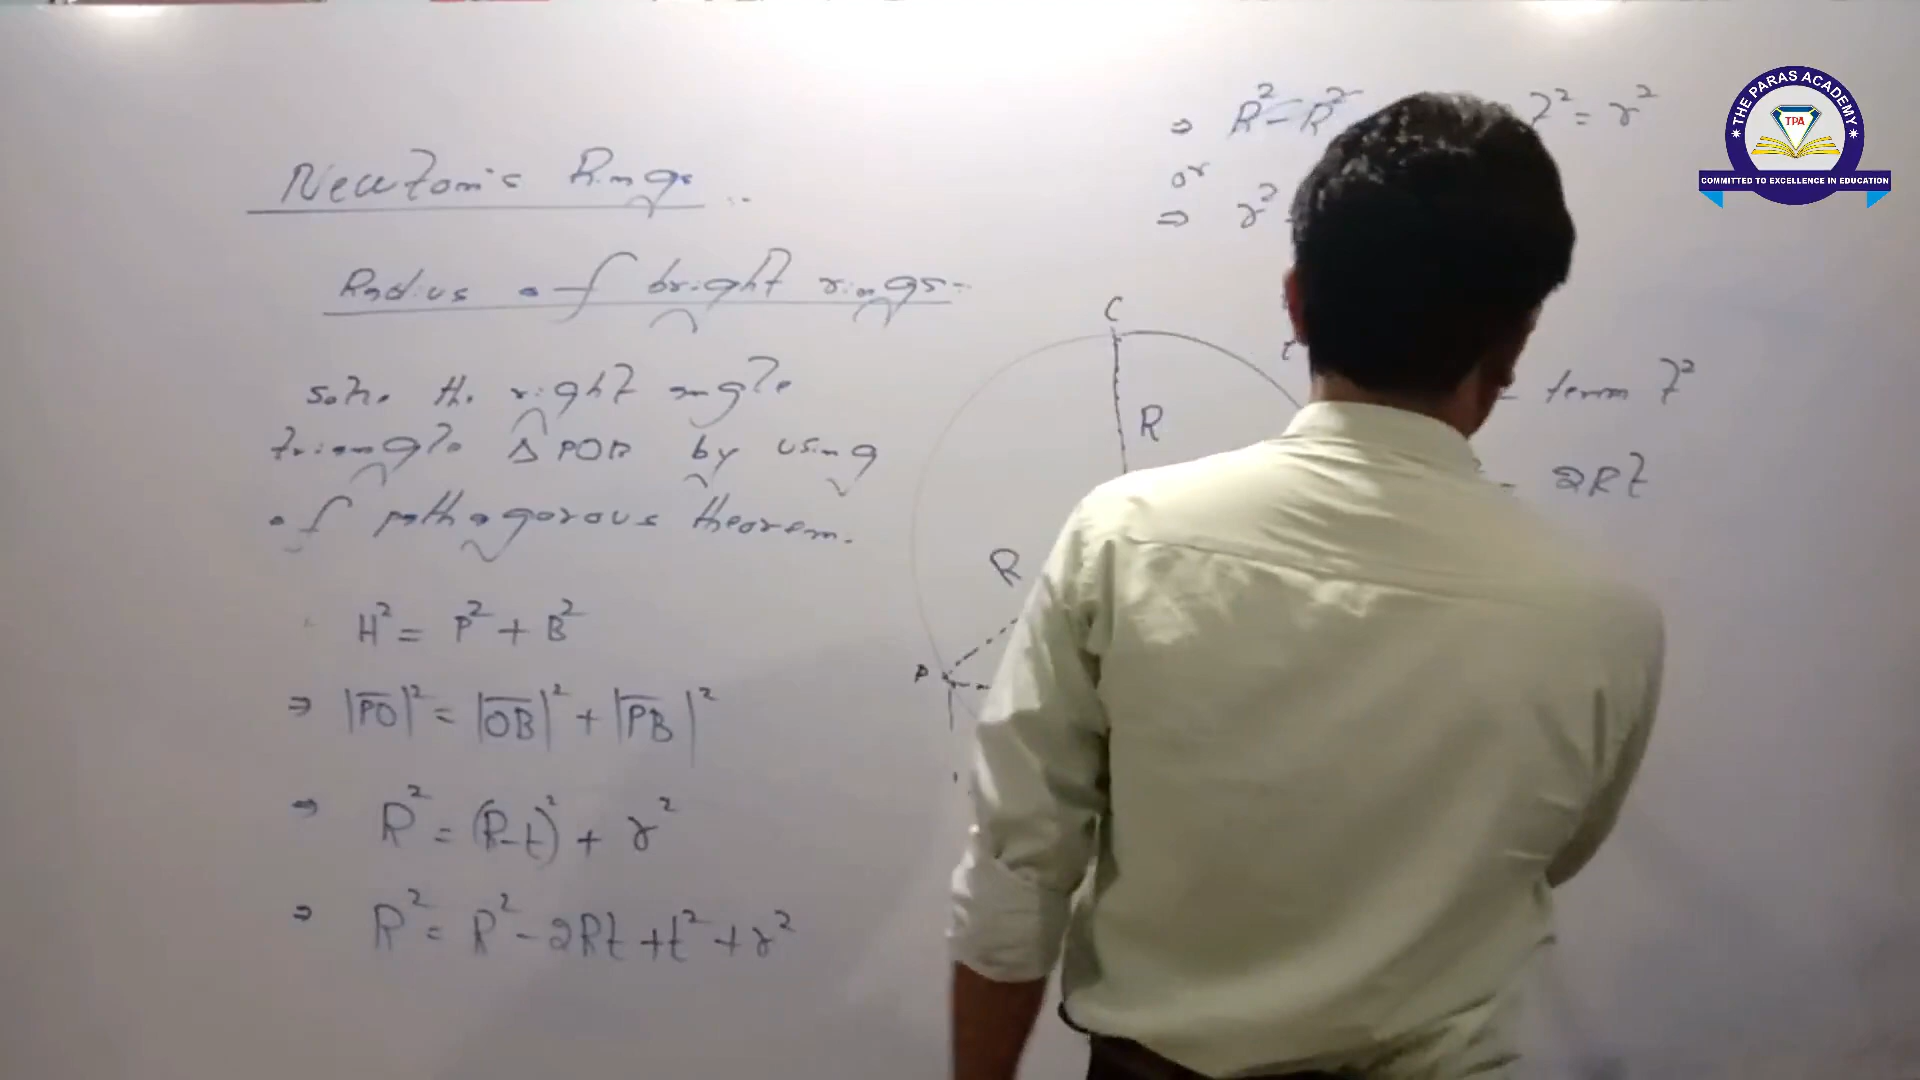 Newton's Rings
Radius of bright rings:-
solve the right angle
triangle Δ POB by using
of pathagorous theorem.
H² = P² + B²
⇒ |PO|² = |OB|² + |PB|²
⇒ R² = (R-t)² + r²
⇒ R² = R² - 2Rt + t² + r²
⇒ R² - R² t² = r²
or
⇒ r²
C
R
R
P
term t²
2Rt
THE PARAS ACADEMY
TPA
COMMITTED TO EXCELLENCE IN EDUCATION